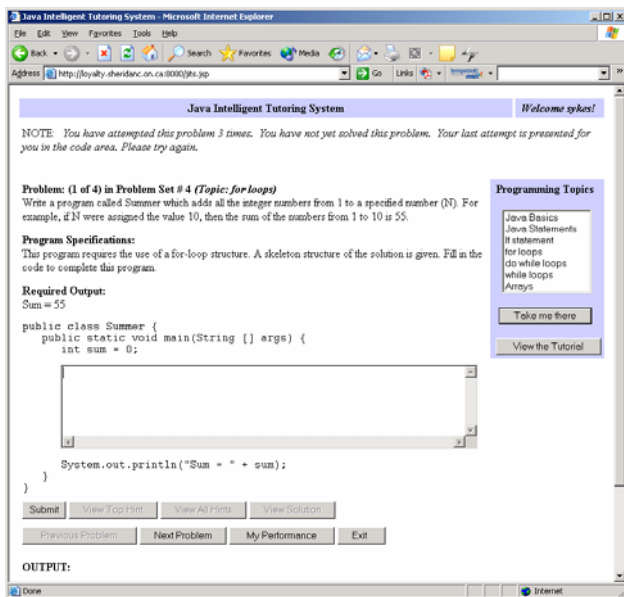 Java Intelligent Tutoring System - Microsoft Internet Explorer
File Edit View Favorites Tools Help
Back Search Favorites Media
Address http://loyalty.sheridanc.on.ca:8000/jits.jsp Go Links
Java Intelligent Tutoring System Welcome sykes!
NOTE: You have attempted this problem 3 times. You have not yet solved this problem. Your last attempt is presented for
you in the code area. Please try again.
Problem: (1 of 4) in Problem Set # 4 (Topic: for loops)
Write a program called Summer which adds all the integer numbers from 1 to a specified number (N). For
example, if N were assigned the value 10, then the sum of the numbers from 1 to 10 is 55.
Program Specifications:
This program requires the use of a for-loop structure. A skeleton structure of the solution is given. Fill in the
code to complete this program.
Required Output:
Sum = 55
public class Summer {
public static void main(String [] args) {
int sum = 0;
System.out.println("Sum = " + sum);
}
}
Submit View Top Hint View All Hints View Solution
Previous Problem Next Problem My Performance Exit
OUTPUT:
Programming Topics
Java Basics
Java Statements
If statement
for loops
do while loops
while loops
Arrays
Take me there
View the Tutorial
Done Internet